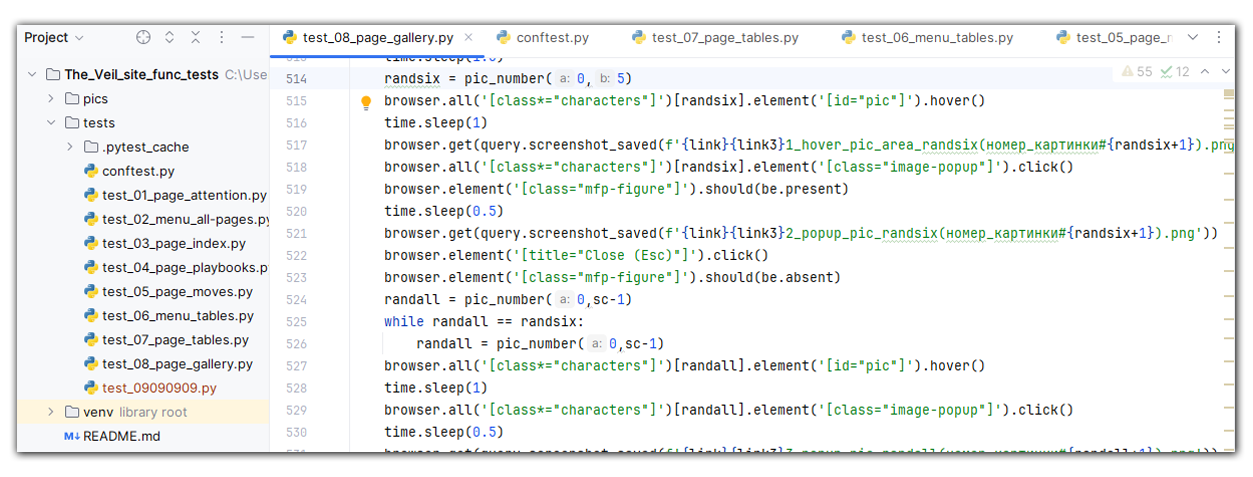 Project
test_08_page_gallery.py
conftest.py
test_07_page_tables.py
test_06_menu_tables.py
test_05_page_m
The_Veil_site_func_tests C:\Use
pics
tests
.pytest_cache
conftest.py
test_01_page_attention.py
test_02_menu_all-pages.py
test_03_page_index.py
test_04_page_playbooks.p
test_05_page_moves.py
test_06_menu_tables.py
test_07_page_tables.py
test_08_page_gallery.py
test_09090909.py
venv library root
M↓ README.md
55 12
514 randsix = pic_number( a: 0, b: 5)
515 browser.all('[class*="characters"]')[randsix].element('[id="pic"]').hover()
516 time.sleep(1)
517 browser.get(query.screenshot_saved(f'{link}{link3}1_hover_pic_area_randsix(номер_картинки#{randsix+1}).png
518 browser.all('[class*="characters"]')[randsix].element('[class="image-popup"]').click()
519 browser.element('[class="mfp-figure"]').should(be.present)
520 time.sleep(0.5)
521 browser.get(query.screenshot_saved(f'{link}{link3}2_popup_pic_randsix(номер_картинки#{randsix+1}).png'))
522 browser.element('[title="Close (Esc)"]').click()
523 browser.element('[class="mfp-figure"]').should(be.absent)
524 randall = pic_number( a: 0,sc-1)
525 while randall == randsix:
526 randall = pic_number( a: 0,sc-1)
527 browser.all('[class*="characters"]')[randall].element('[id="pic"]').hover()
528 time.sleep(1)
529 browser.all('[class*="characters"]')[randall].element('[class="image-popup"]').click()
530 time.sleep(0.5)